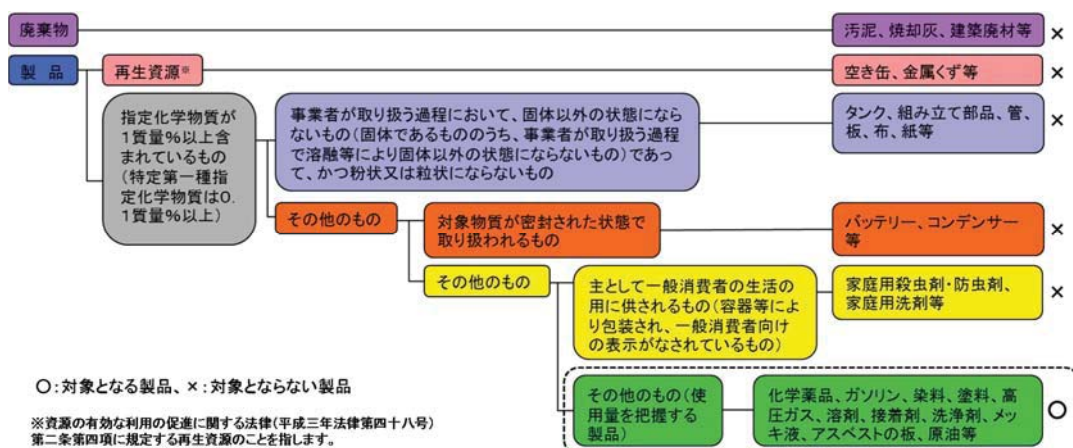 廃棄物
汚泥、焼却灰、建築廃材等
×
製 品
再生資源※
空き缶、金属くず等
×
指定化学物質が
1質量%以上含
まれているもの
(特定第一種指
定化学物質は0.
1質量%以上)
事業者が取り扱う過程において、固体以外の状態になら
ないもの(固体であるもののうち、事業者が取り扱う過程
で溶融等により固体以外の状態にならないもの)であっ
て、かつ粉状又は粒状にならないもの
タンク、組み立て部品、管、
板、布、紙等
×
その他のもの
対象物質が密封された状態で
取り扱われるもの
バッテリー、コンデンサー
等
×
その他のもの
主として一般消費者の生活の
用に供されるもの(容器等によ
り包装され、一般消費者向け
の表示がなされているもの)
家庭用殺虫剤・防虫剤、
家庭用洗剤等
×
その他のもの(使
用量を把握する
製品)
化学薬品、ガソリン、染料、塗料、高
圧ガス、溶剤、接着剤、洗浄剤、メッ
キ液、アスベストの板、原油等
○
○:対象となる製品、×:対象とならない製品
※資源の有効な利用の促進に関する法律(平成三年法律第四十八号)
第二条第四項に規定する再生資源のことを指します。